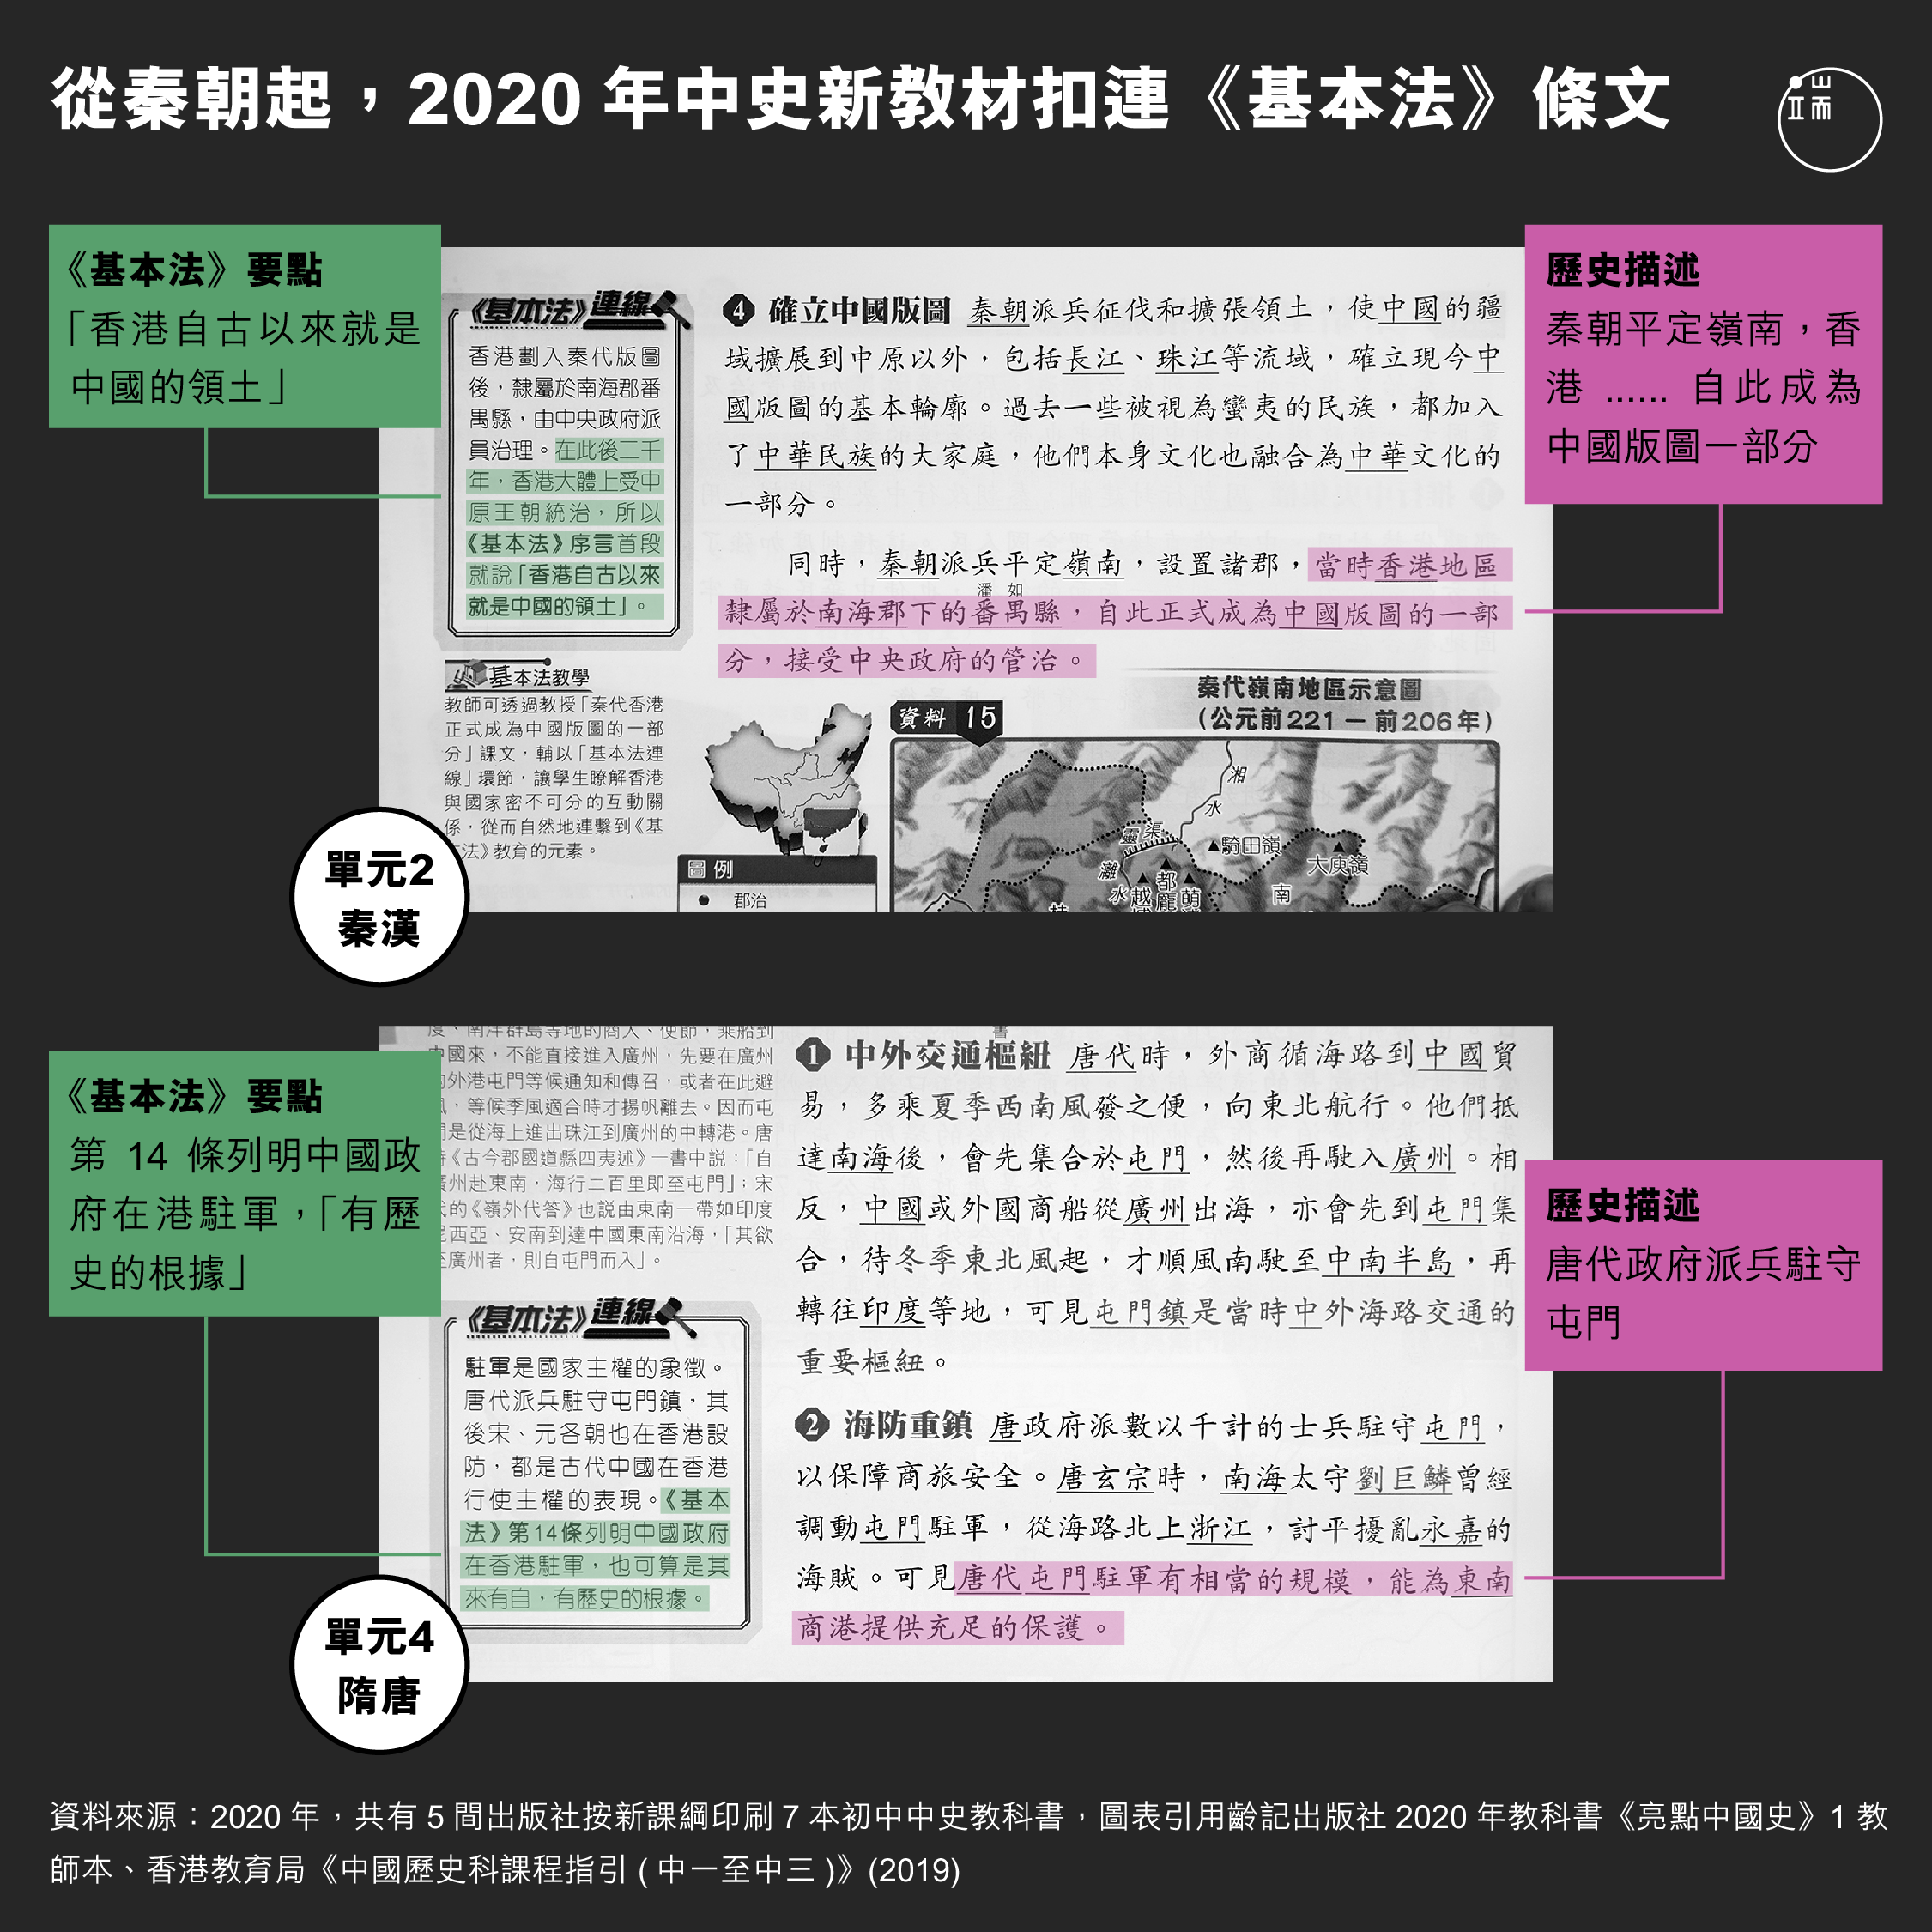 從秦朝起，2020 年中史新教材扣連《基本法》條文
端
《基本法》要點
「香港自古以來就是
中國的領土」
歷史描述
秦朝平定嶺南，香
港 ...... 自此成為
中國版圖一部分
《基本法》連線
香港劃入秦代版圖
後，隸屬於南海郡番
禺縣，由中央政府派
員治理。在此後二千
年，香港大體上受中
原王朝統治，所以
《基本法》序言首段
就說「香港自古以來
就是中國的領土」。
基本法教學
教師可透過教授「秦代香港
正式成為中國版圖的一部
分」課文，輔以「基本法連
線」環節，讓學生瞭解香港
與國家密不可分的互動關
係，從而自然地連繫到《基
法》教育的元素。
4 確立中國版圖 秦朝派兵征伐和擴張領土，使中國的疆
域擴展到中原以外，包括長江、珠江等流域，確立現今中
國版圖的基本輪廓。過去一些被視為蠻夷的民族，都加入
了中華民族的大家庭，他們本身文化也融合為中華文化的
一部分。
同時，秦朝派兵平定嶺南，設置諸郡，當時香港地區
潘 如
隸屬於南海郡下的番禺縣，自此正式成為中國版圖的一部
分，接受中央政府的管治。
資料 15
秦代嶺南地區示意圖
（公元前221 — 前206年）
圖例
郡治
湘
水
靈渠
灕
水
騎田嶺
大庾嶺
都龐
萌
越
南
單元2
秦漢
《基本法》要點
第 14 條列明中國政
府在港駐軍，「有歷
史的根據」
歷史描述
唐代政府派兵駐守
屯門
度、南洋群島等地的商人、使節，乘船到
中國來，不能直接進入廣州，先要在廣州
外港屯門等候通知和傳召，或者在此避
，等候季風適合時才揚帆離去。因而屯
是從海上進出珠江到廣州的中轉港。唐
《古今郡國道縣四夷述》一書中説：「自
廣州赴東南，海行二百里即至屯門」；宋
的《嶺外代答》也説由東南一帶如印度
西亞、安南到達中國東南沿海，「其欲
至廣州者，則自屯門而入」。
《基本法》連線
駐軍是國家主權的象徵。
唐代派兵駐守屯門鎮，其
後宋、元各朝也在香港設
防，都是古代中國在香港
行使主權的表現。《基本
法》第14條列明中國政府
在香港駐軍，也可算是其
來有自，有歷史的根據。
書
1 中外交通樞紐 唐代時，外商循海路到中國貿
易，多乘夏季西南風發之便，向東北航行。他們抵
達南海後，會先集合於屯門，然後再駛入廣州。相
反，中國或外國商船從廣州出海，亦會先到屯門集
合，待冬季東北風起，才順風南駛至中南半島，再
轉往印度等地，可見屯門鎮是當時中外海路交通的
重要樞紐。
2 海防重鎮 唐政府派數以千計的士兵駐守屯門，
以保障商旅安全。唐玄宗時，南海太守劉巨鱗曾經
調動屯門駐軍，從海路北上浙江，討平擾亂永嘉的
海賊。可見唐代屯門駐軍有相當的規模，能為東南
商港提供充足的保護。
單元4
隋唐
資料來源：2020 年，共有 5 間出版社按新課綱印刷 7 本初中中史教科書，圖表引用齡記出版社 2020 年教科書《亮點中國史》1 教
師本、香港教育局《中國歷史科課程指引 ( 中一至中三 )》(2019)